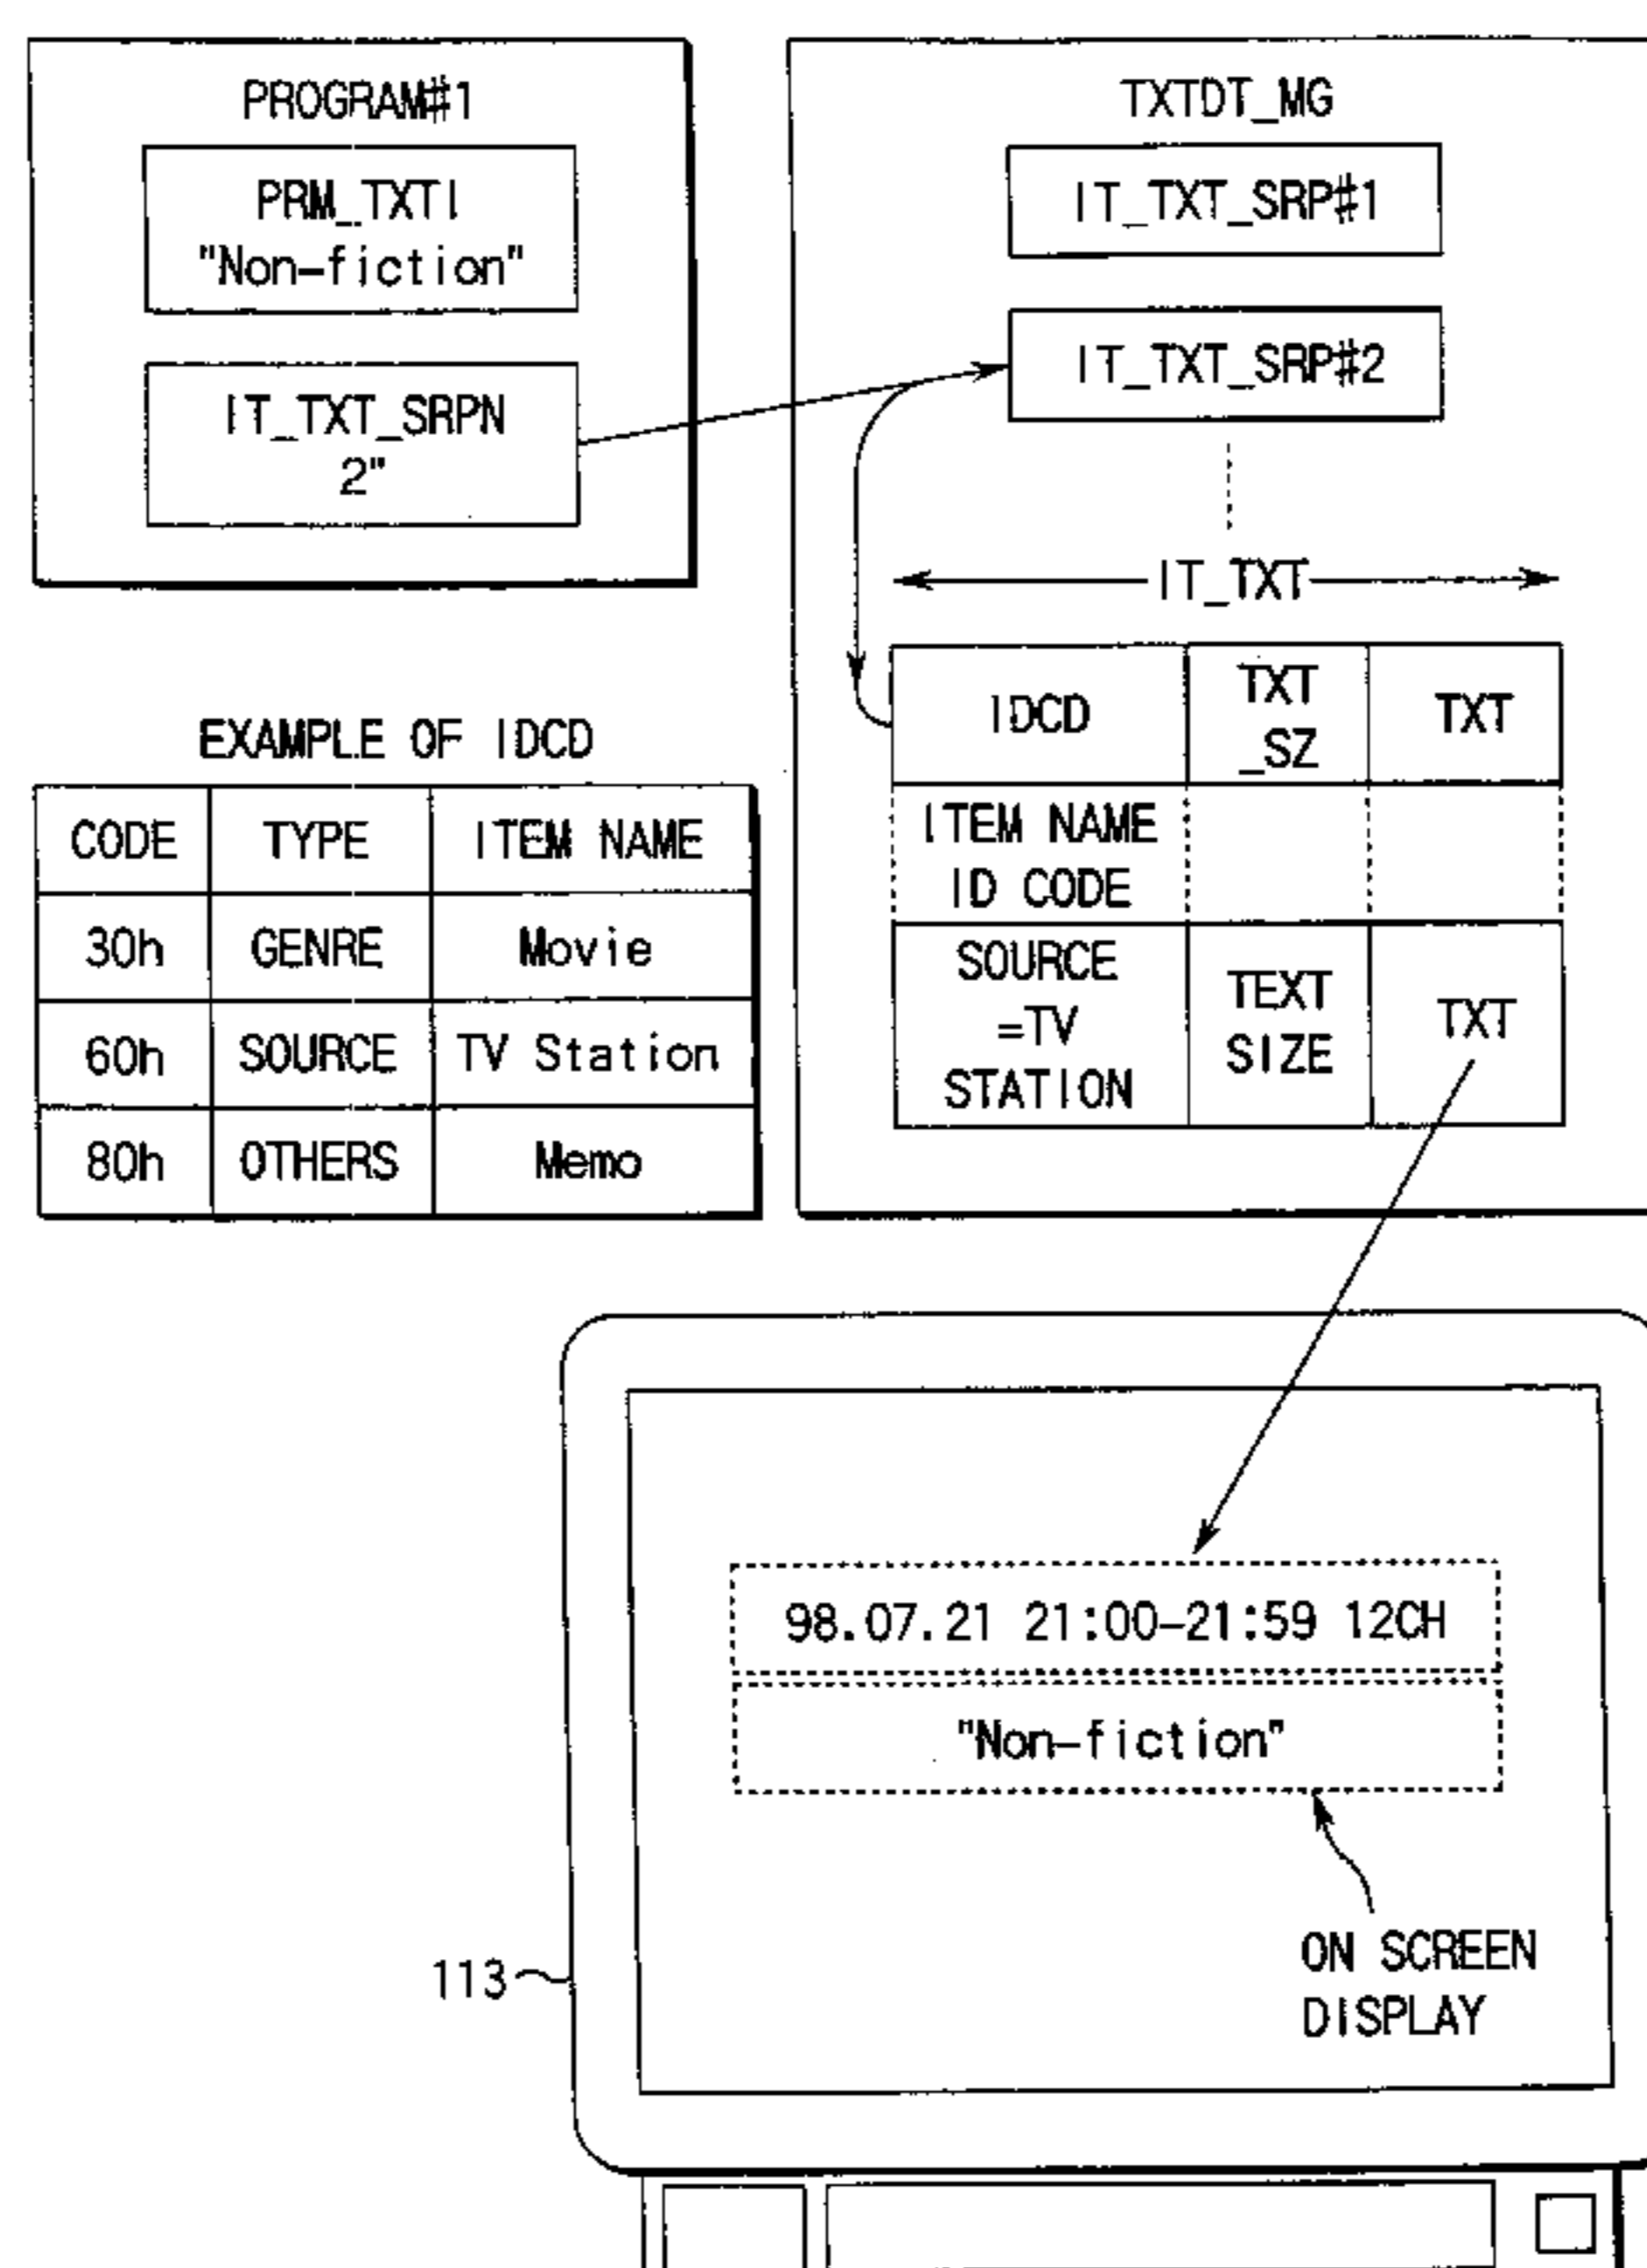 PROGRAM#1
PRM_TXTI
"Non-fiction"
IT_TXT_SRPN
2"
TXTDT_MG
IT_TXT_SRP#1
IT_TXT_SRP#2
IT_TXT
IDCD
TXT
_SZ
TXT
ITEM NAME
ID CODE
SOURCE
=TV
STATION
TEXT
SIZE
TXT
EXAMPLE OF IDCD
CODE TYPE ITEM NAME
30h GENRE Movie
60h SOURCE TV Station
80h OTHERS Memo
98.07.21 21:00-21:59 12CH
"Non-fiction"
ON SCREEN
DISPLAY
113